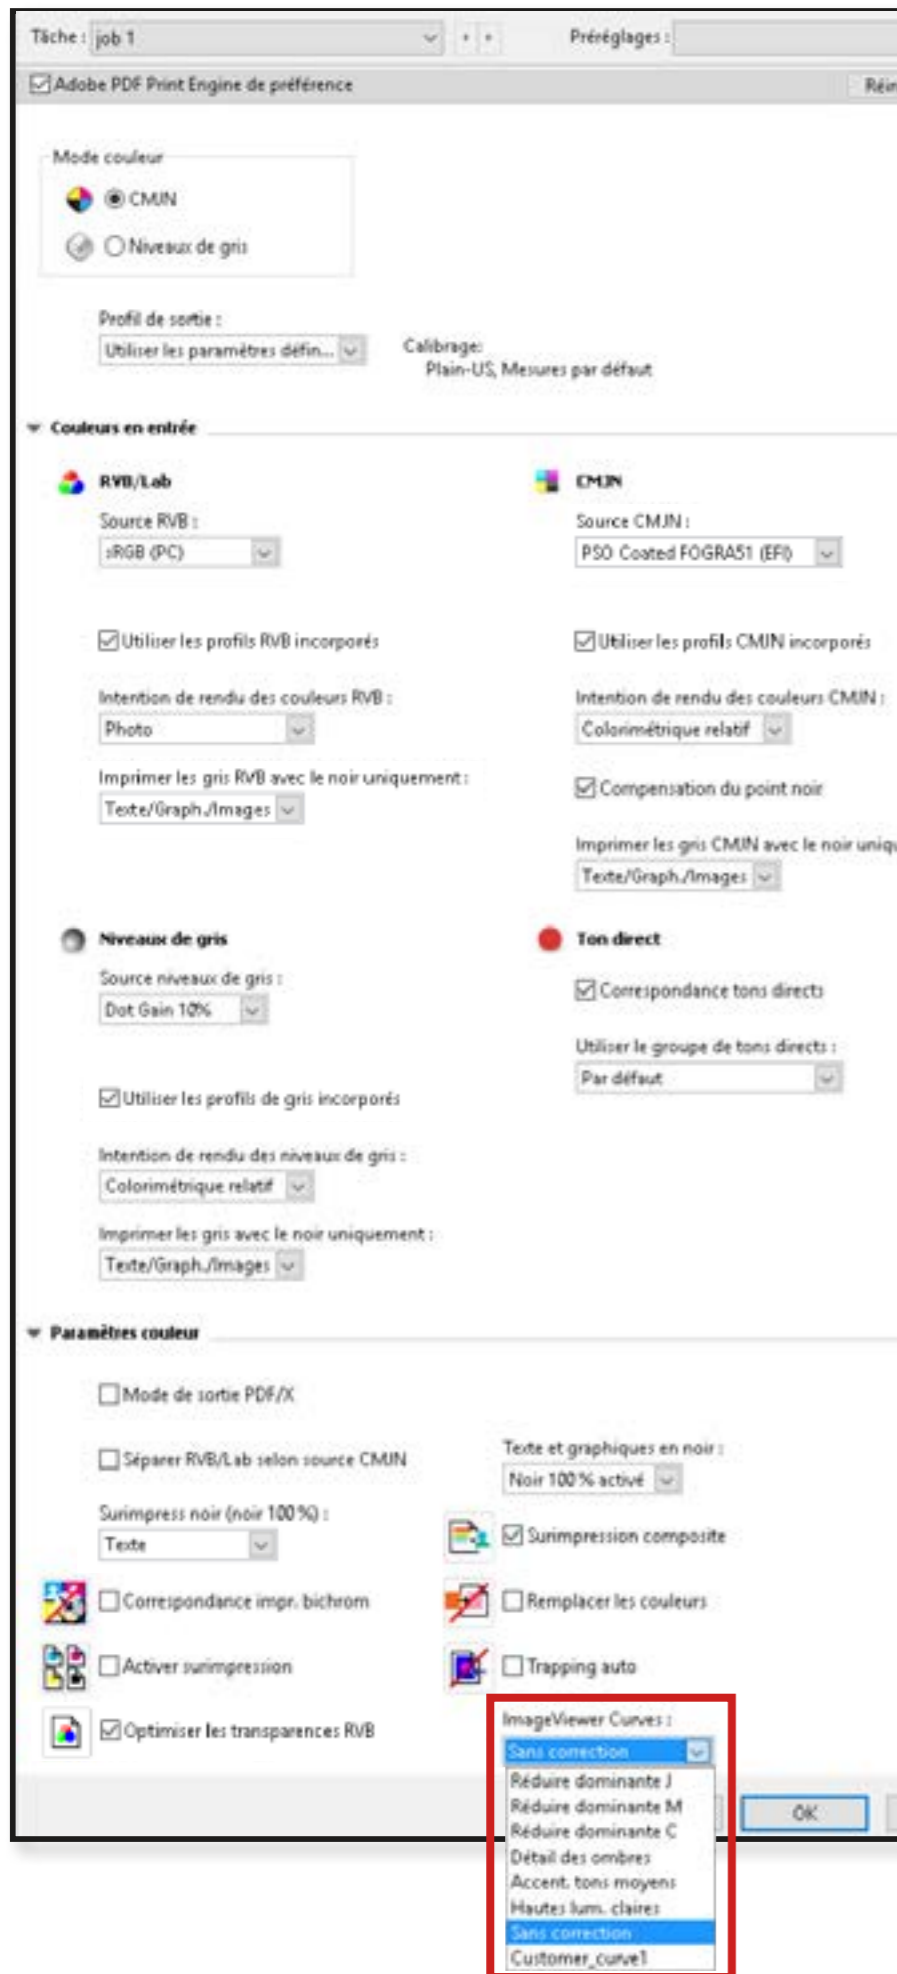 Tâche : job 1 Préréglages :
Adobe PDF Print Engine de préférence
Mode couleur
CMJN
Niveaux de gris
Profil de sortie :
Utiliser les paramètres défin...
Calibrage:
Plain-US, Mesures par défaut
Couleurs en entrée
RVB/Lab
Source RVB :
sRGB (PC)
Utiliser les profils RVB incorporés
Intention de rendu des couleurs RVB :
Photo
Imprimer les gris RVB avec le noir uniquement :
Texte/Graph./Images
CMJN
Source CMJN :
PSO Coated FOGRA51 (EFI)
Utiliser les profils CMJN incorporés
Intention de rendu des couleurs CMJN :
Colorimétrique relatif
Compensation du point noir
Imprimer les gris CMJN avec le noir uniqu
Texte/Graph./Images
Niveaux de gris
Source niveaux de gris :
Dot Gain 10%
Utiliser les profils de gris incorporés
Intention de rendu des niveaux de gris :
Colorimétrique relatif
Imprimer les gris avec le noir uniquement :
Texte/Graph./Images
Ton direct
Correspondance tons directs
Utiliser le groupe de tons directs :
Par défaut
Paramètres couleur
Mode de sortie PDF/X
Séparer RVB/Lab selon source CMJN
Surimpress noir (noir 100%) :
Texte
Correspondance impr. bichrom
Activer surimpression
Optimiser les transparences RVB
Texte et graphiques en noir :
Noir 100 % activé
Surimpression composite
Remplacer les couleurs
Trapping auto
ImageViewer Curves :
Sans correction
Réduire dominante J
Réduire dominante M
Réduire dominante C
Détail des ombres
Accent. tons moyens
Hautes lum. claires
Sans correction
Customer_curve1
OK